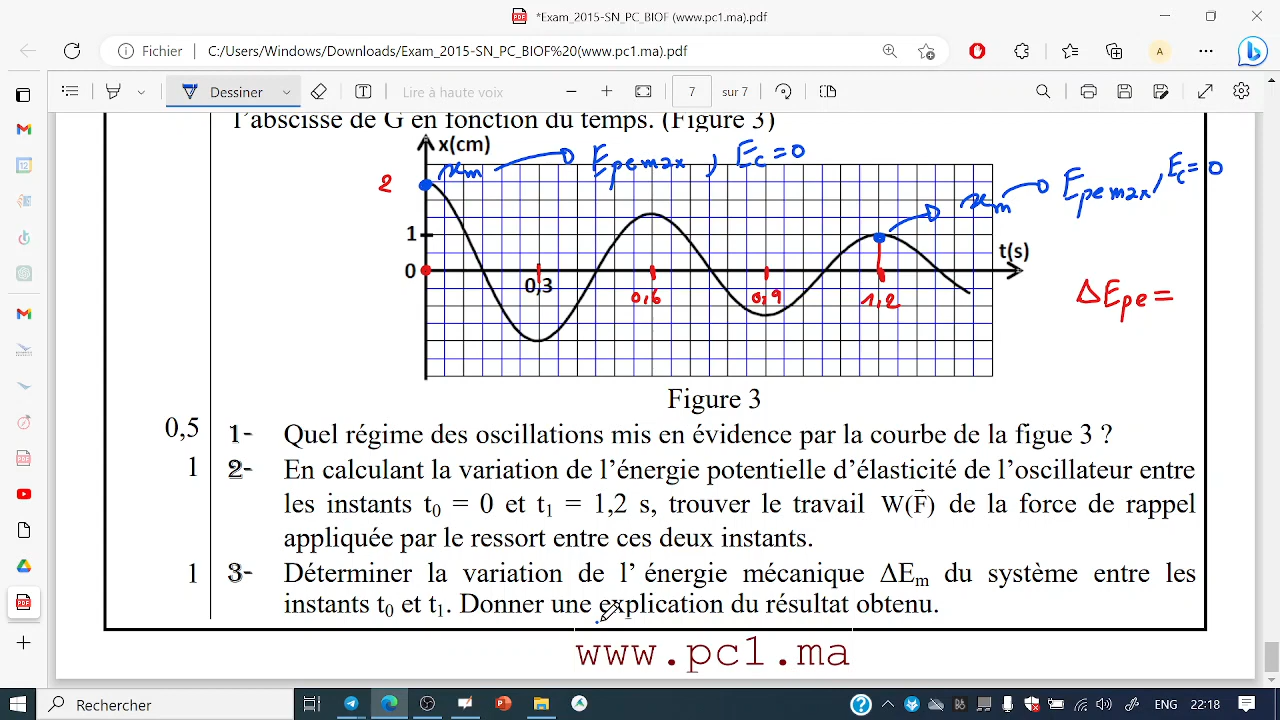 *Exam_2015-SN_PC_BIOF (www.pc1.ma).pdf
Fichier C:/Users/Windows/Downloads/Exam_2015-SN_PC_BIOF%20(www.pc1.ma).pdf A
Dessiner Lire à haute voix 7 sur 7
l'abscisse de G en fonction du temps. (Figure 3)
x(cm)
xm Epe max , Ec = 0
xm Epe max , Ec = 0
2
1
0
t(s)
0,3 0,6 0,9 1,2
ΔEpe =
Figure 3
0,5 1- Quel régime des oscillations mis en évidence par la courbe de la figue 3 ?
1 2- En calculant la variation de l'énergie potentielle d'élasticité de l'oscillateur entre
les instants t₀ = 0 et t₁ = 1,2 s, trouver le travail W(F⃗) de la force de rappel
appliquée par le ressort entre ces deux instants.
1 3- Déterminer la variation de l' énergie mécanique ΔEm du système entre les
instants t₀ et t₁. Donner une explication du résultat obtenu.
www.pc1.ma
Rechercher ENG 22:18